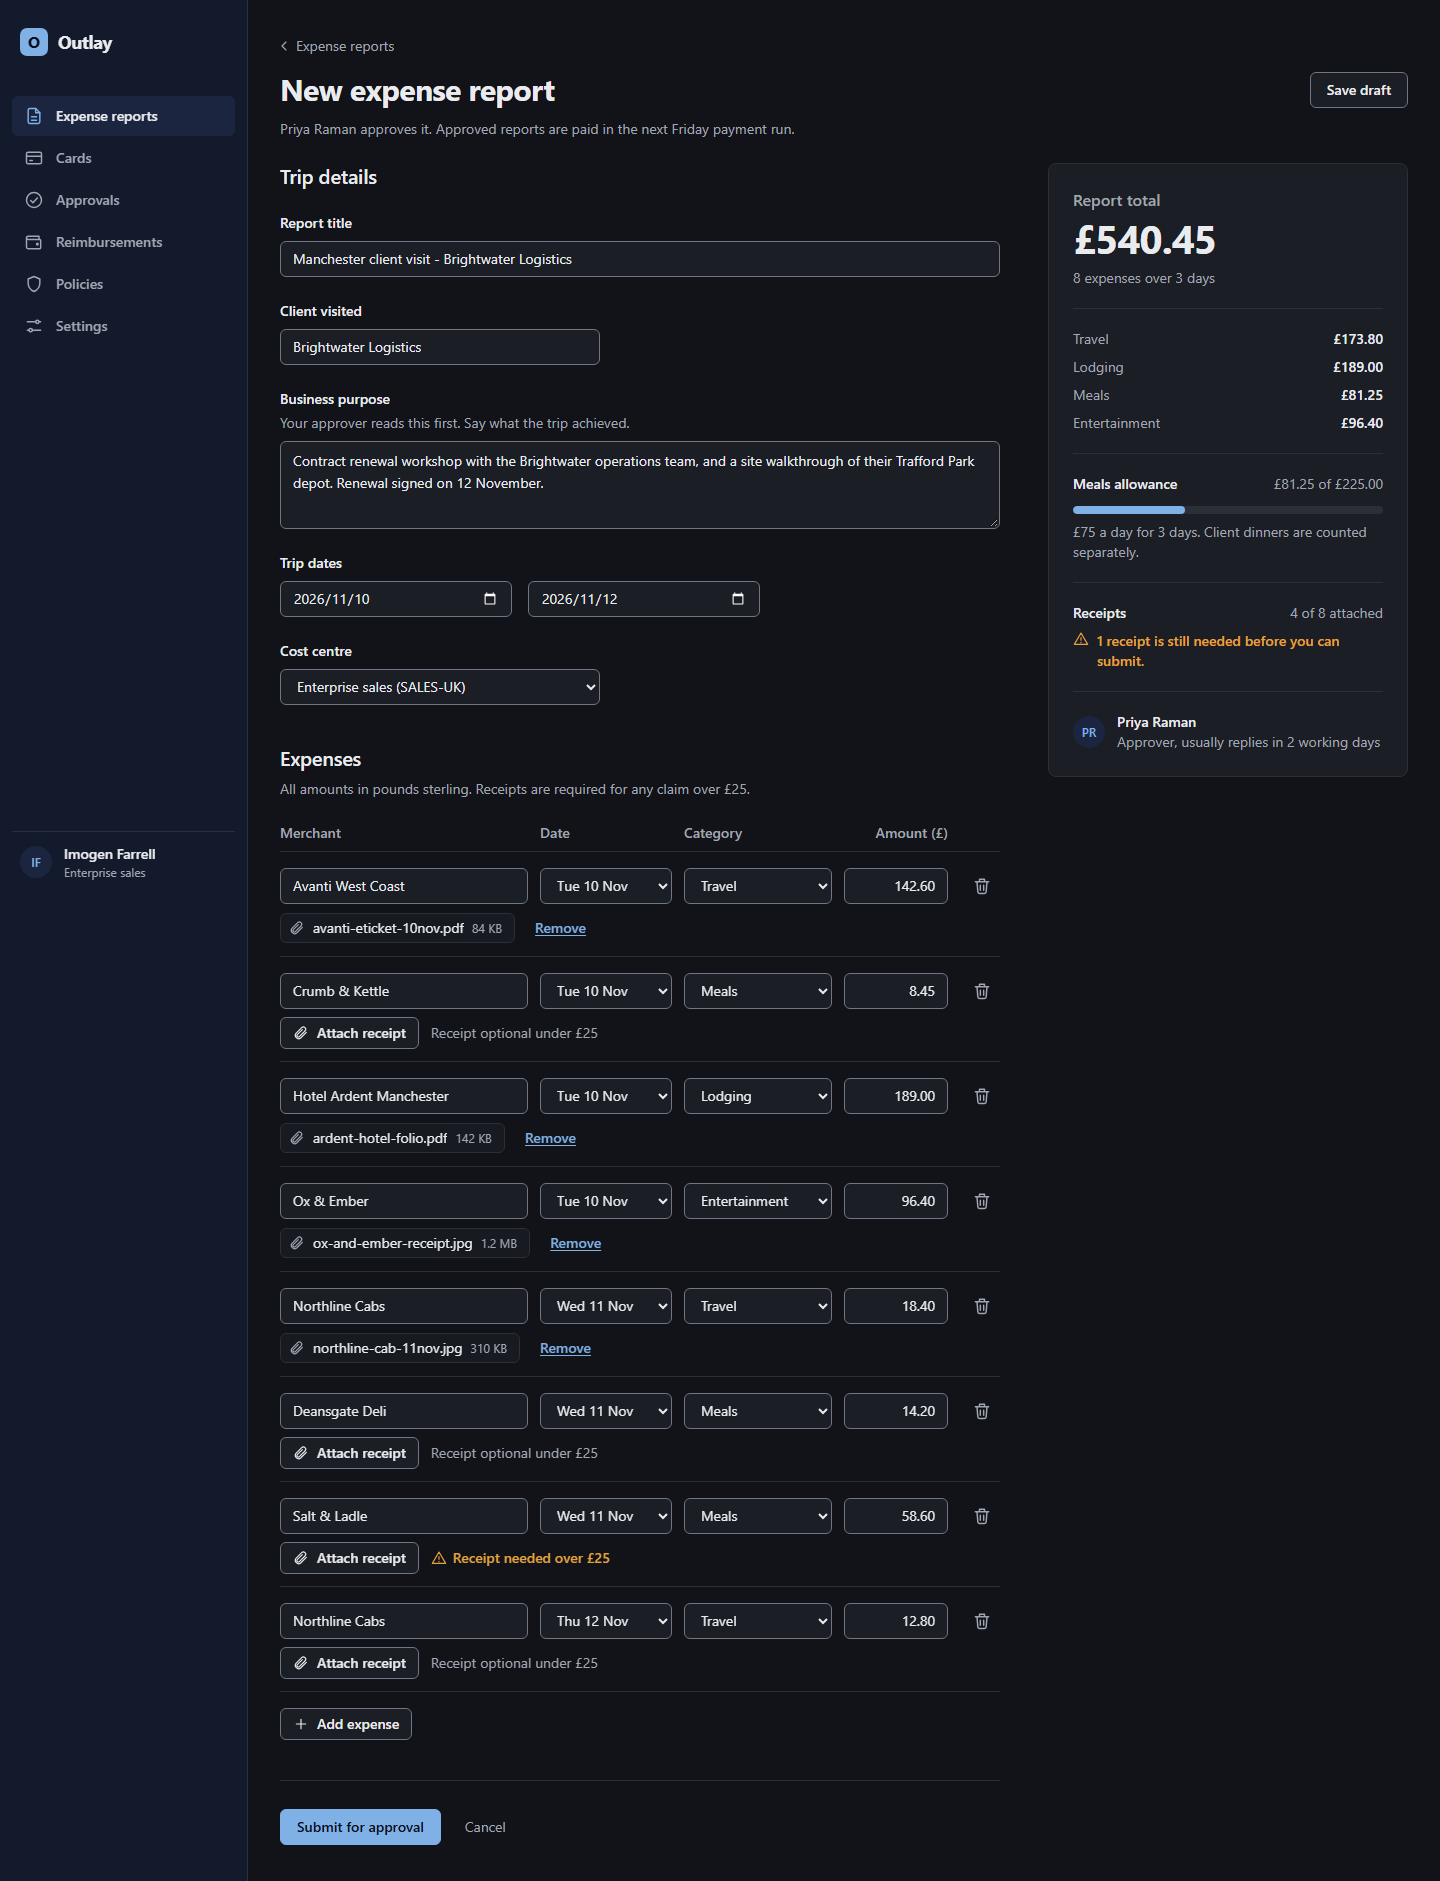 O Outlay
Expense reports
Cards
Approvals
Reimbursements
Policies
Settings
IF
Imogen Farrell
Enterprise sales
Expense reports
New expense report
Save draft
Priya Raman approves it. Approved reports are paid in the next Friday payment run.
Trip details
Report title
Manchester client visit - Brightwater Logistics
Client visited
Brightwater Logistics
Business purpose
Your approver reads this first. Say what the trip achieved.
Contract renewal workshop with the Brightwater operations team, and a site walkthrough of their Trafford Park
depot. Renewal signed on 12 November.
Trip dates
2026/11/10 2026/11/12
Cost centre
Enterprise sales (SALES-UK)
Expenses
All amounts in pounds sterling. Receipts are required for any claim over £25.
Merchant Date Category Amount (£)
Avanti West Coast Tue 10 Nov Travel 142.60
avanti-eticket-10nov.pdf 84 KB Remove
Crumb & Kettle Tue 10 Nov Meals 8.45
Attach receipt Receipt optional under £25
Hotel Ardent Manchester Tue 10 Nov Lodging 189.00
ardent-hotel-folio.pdf 142 KB Remove
Ox & Ember Tue 10 Nov Entertainment 96.40
ox-and-ember-receipt.jpg 1.2 MB Remove
Northline Cabs Wed 11 Nov Travel 18.40
northline-cab-11nov.jpg 310 KB Remove
Deansgate Deli Wed 11 Nov Meals 14.20
Attach receipt Receipt optional under £25
Salt & Ladle Wed 11 Nov Meals 58.60
Attach receipt Receipt needed over £25
Northline Cabs Thu 12 Nov Travel 12.80
Attach receipt Receipt optional under £25
Add expense
Submit for approval Cancel
Report total
£540.45
8 expenses over 3 days
Travel £173.80
Lodging £189.00
Meals £81.25
Entertainment £96.40
Meals allowance £81.25 of £225.00
£75 a day for 3 days. Client dinners are counted
separately.
Receipts 4 of 8 attached
1 receipt is still needed before you can
submit.
PR
Priya Raman
Approver, usually replies in 2 working days